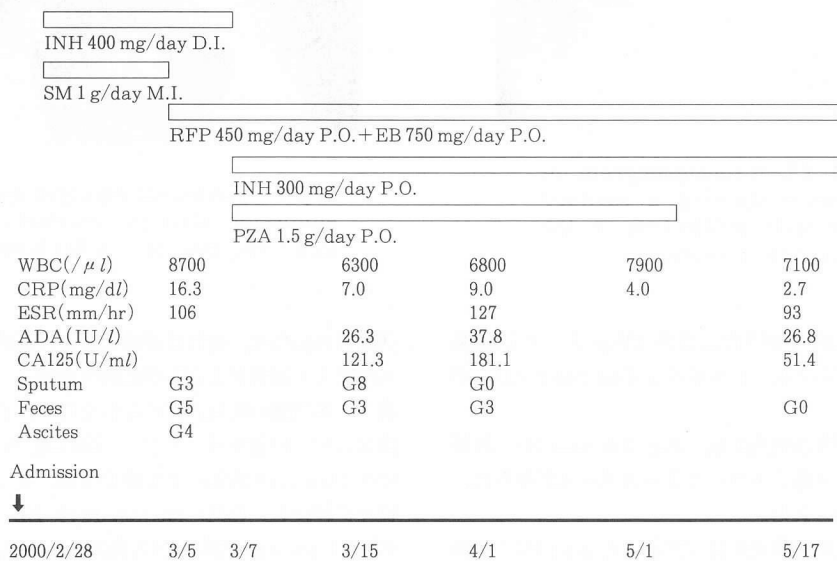 INH 400 mg/day D.I.
SM 1 g/day M.I.
RFP 450 mg/day P.O.+EB 750 mg/day P.O.
INH 300 mg/day P.O.
PZA 1.5 g/day P.O.
WBC(/μl) 8700 6300 6800 7900 7100
CRP(mg/dl) 16.3 7.0 9.0 4.0 2.7
ESR(mm/hr) 106 127 93
ADA(IU/l) 26.3 37.8 26.8
CA125(U/ml) 121.3 181.1 51.4
Sputum G3 G8 G0
Feces G5 G3 G3 G0
Ascites G4
Admission
2000/2/28 3/5 3/7 3/15 4/1 5/1 5/17